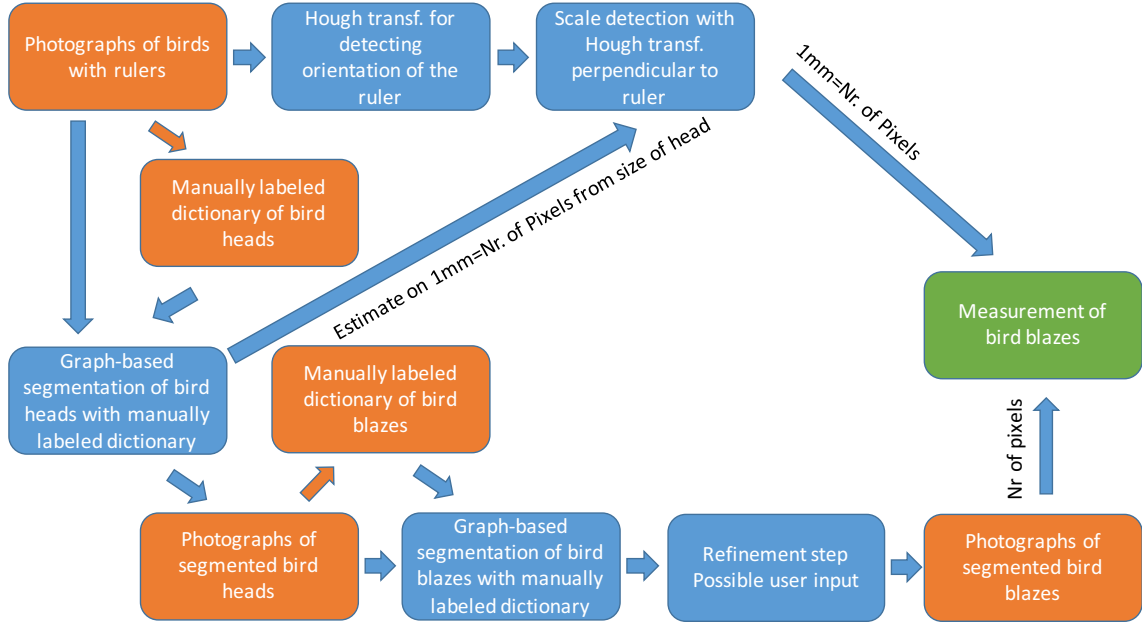 Photographs of birds
with rulers
Hough transf. for
detecting
orientation of the
ruler
Scale detection with
Hough transf.
perpendicular to
ruler
1mm=Nr. of Pixels
Manually labeled
dictionary of bird
heads
Estimate on 1mm=Nr. of Pixels from size of head
Measurement of
bird blazes
Graph-based
segmentation of bird
heads with manually
labeled dictionary
Manually labeled
dictionary of bird
blazes
Nr of pixels
Photographs of
segmented bird
heads
Graph-based
segmentation of bird
blazes with manually
labeled dictionary
Refinement step
Possible user input
Photographs of
segmented bird
blazes